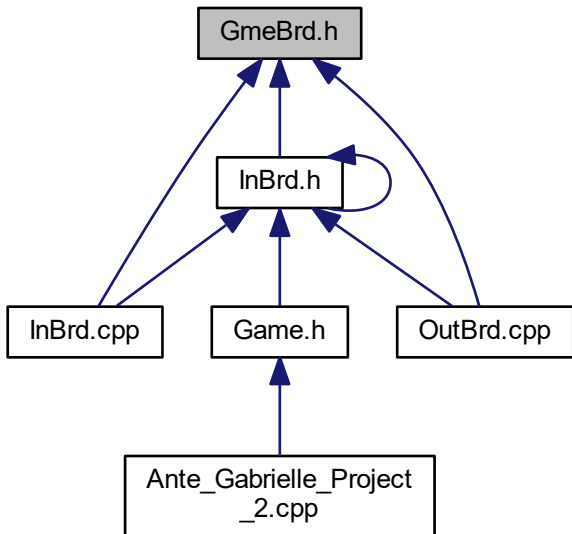 GmeBrd.h
InBrd.h
InBrd.cpp
Game.h
OutBrd.cpp
Ante_Gabrielle_Project
_2.cpp